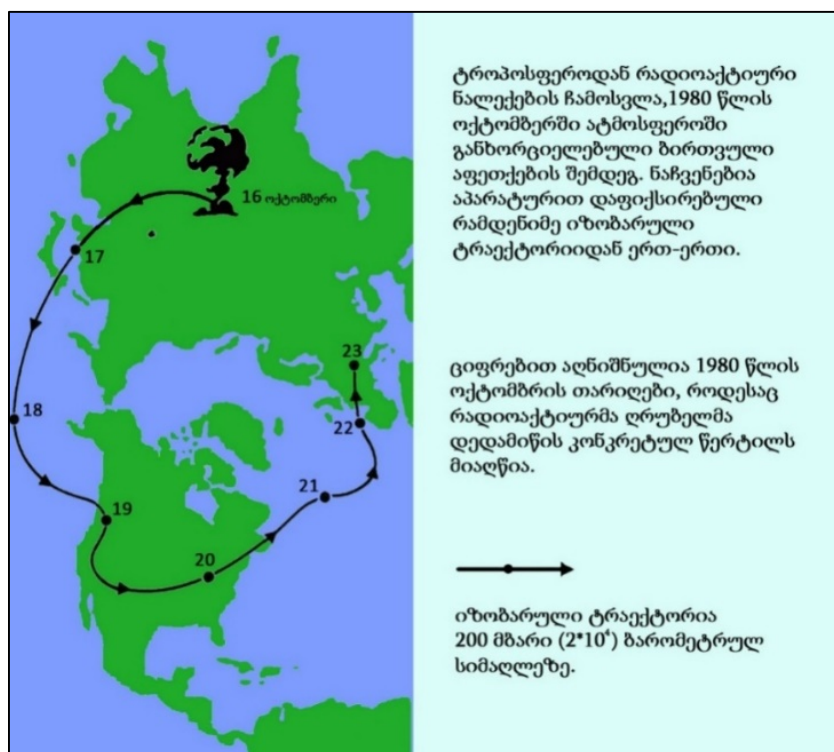 ტროპოსფეროდან რადიოაქტიური
ნალექების ჩამოსვლა,1980 წლის
ოქტომბერში ატმოსფეროში
განხორციელებული ბირთვული
აფეთქების შემდეგ. ნაჩვენებია
აპარატურით დაფიქსირებული
რამდენიმე იზობარული
ტრაექტორიიდან ერთ-ერთი.
16 ოქტომბერი
17
18
19
20
21
22
23
ციფრებით აღნიშნულია 1980 წლის
ოქტომბრის თარიღები, როდესაც
რადიოაქტიურმა ღრუბელმა
დედამიწის კონკრეტულ წერტილს
მიაღწია.
იზობარული ტრაექტორია
200 მბარი (2*10⁴) ბარომეტრულ
სიმაღლეზე.